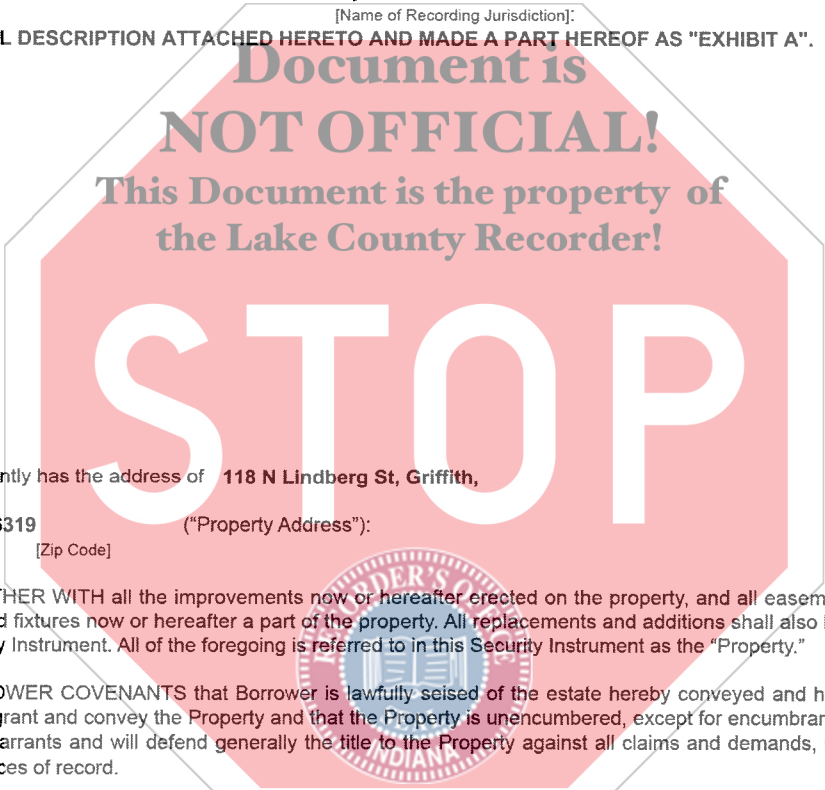 [Name of Recording Jurisdiction]:
L DESCRIPTION ATTACHED HERETO AND MADE A PART HEREOF AS "EXHIBIT A".
Document is
NOT OFFICIAL!
This Document is the property of
the Lake County Recorder!
STOP
ntly has the address of 118 N Lindberg St, Griffith,
6319 ("Property Address"):
[Zip Code]
THER WITH all the improvements now or hereafter erected on the property, and all easem
d fixtures now or hereafter a part of the property. All replacements and additions shall also
y Instrument. All of the foregoing is referred to in this Security Instrument as the "Property."
RECORDER'S OFFICE
OWER COVENANTS that Borrower is lawfully seised of the estate hereby conveyed and h
grant and convey the Property and that the Property is unencumbered, except for encumbran
arrants and will defend generally the title to the Property against all claims and demands,
ces of record.
INDIANA